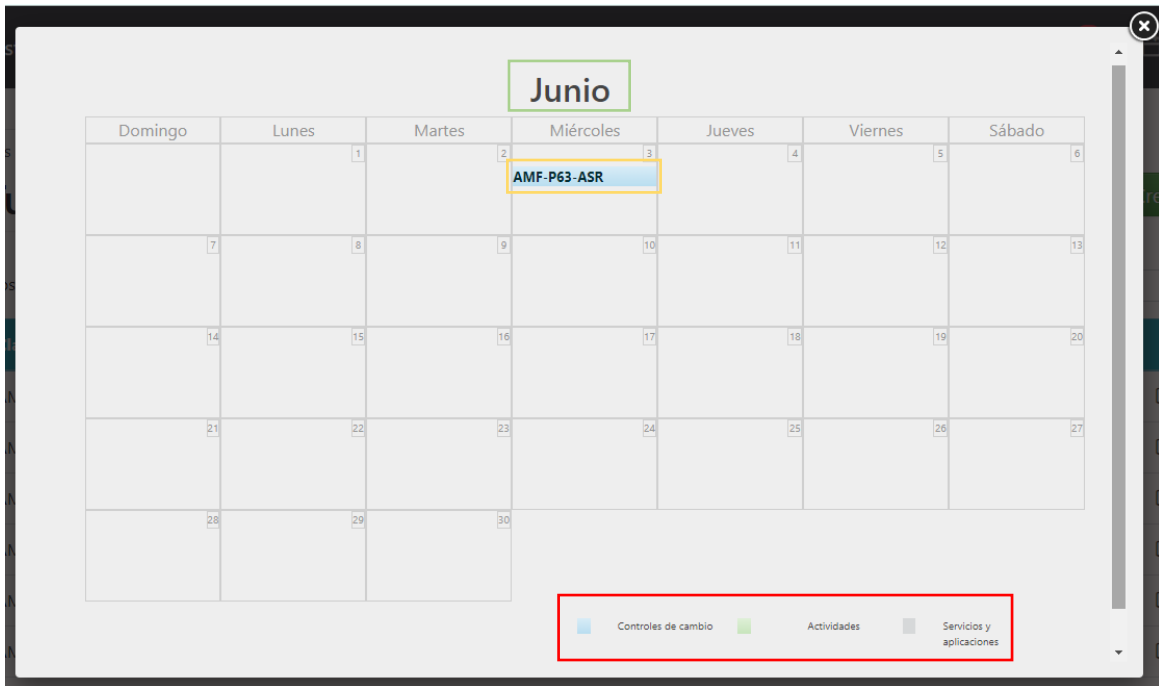 Junio
Domingo Lunes Martes Miércoles Jueves Viernes Sábado
1 2 3 4 5 6
AMF-P63-ASR
7 8 9 10 11 12 13
14 15 16 17 18 19 20
21 22 23 24 25 26 27
28 29 30
Controles de cambio Actividades Servicios y
aplicaciones